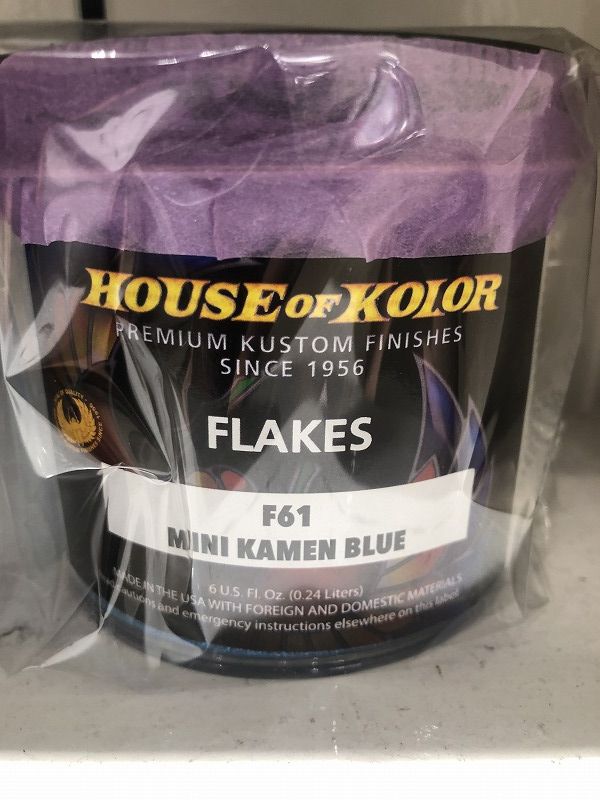 HOUSE OF KOLOR
PREMIUM KUSTOM FINISHES
SINCE 1956
FLAKES
F61
MINI KAMEN BLUE
6 U.S. Fl. Oz. (0.24 Liters)
MADE IN THE USA WITH FOREIGN AND DOMESTIC MATERIALS
and emergency instructions elsewhere on this label